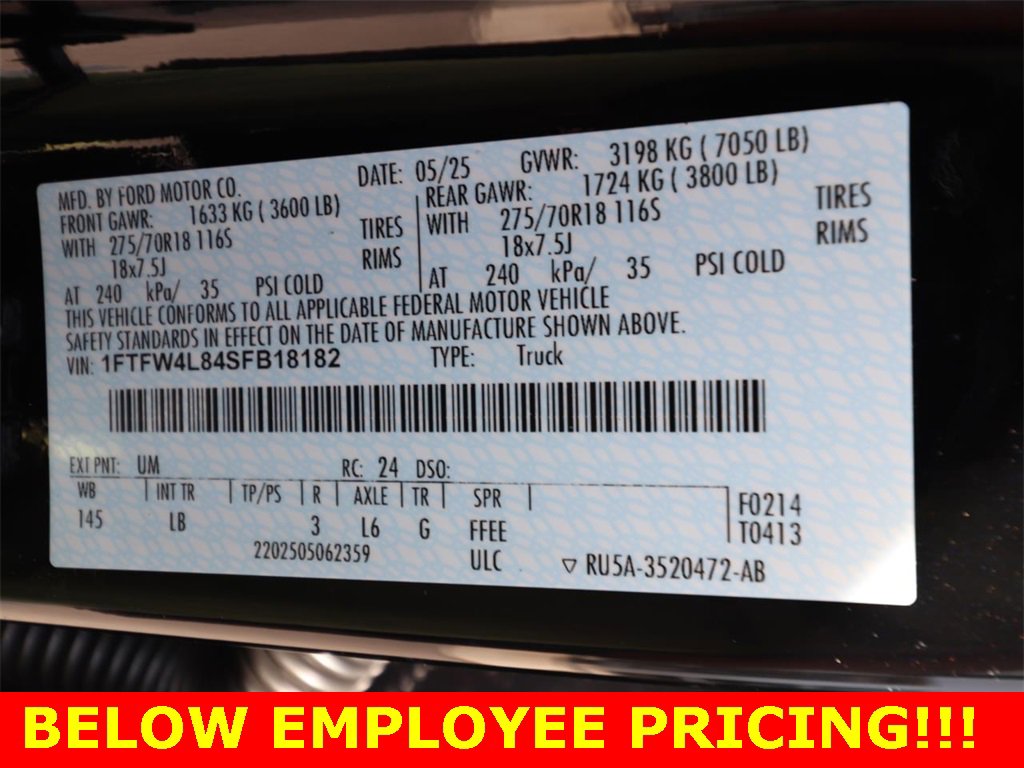 MFD. BY FORD MOTOR CO. DATE: 05/25 GVWR: 3198 KG ( 7050 LB)
FRONT GAWR: 1633 KG ( 3600 LB) REAR GAWR: 1724 KG ( 3800 LB)
WITH 275/70R18 116S TIRES WITH 275/70R18 116S TIRES
18x7.5J RIMS 18x7.5J RIMS
AT 240 kPa/ 35 PSI COLD AT 240 kPa/ 35 PSI COLD
THIS VEHICLE CONFORMS TO ALL APPLICABLE FEDERAL MOTOR VEHICLE
SAFETY STANDARDS IN EFFECT ON THE DATE OF MANUFACTURE SHOWN ABOVE.
VIN: 1FTFW4L84SFB18182 TYPE: Truck
EXT PNT: UM RC: 24 DSO:
WB INT TR TP/PS R AXLE TR SPR F0214
145 LB 3 L6 G FFEE T0413
2202505062359 ULC ▽ RU5A-3520472-AB
BELOW EMPLOYEE PRICING!!!